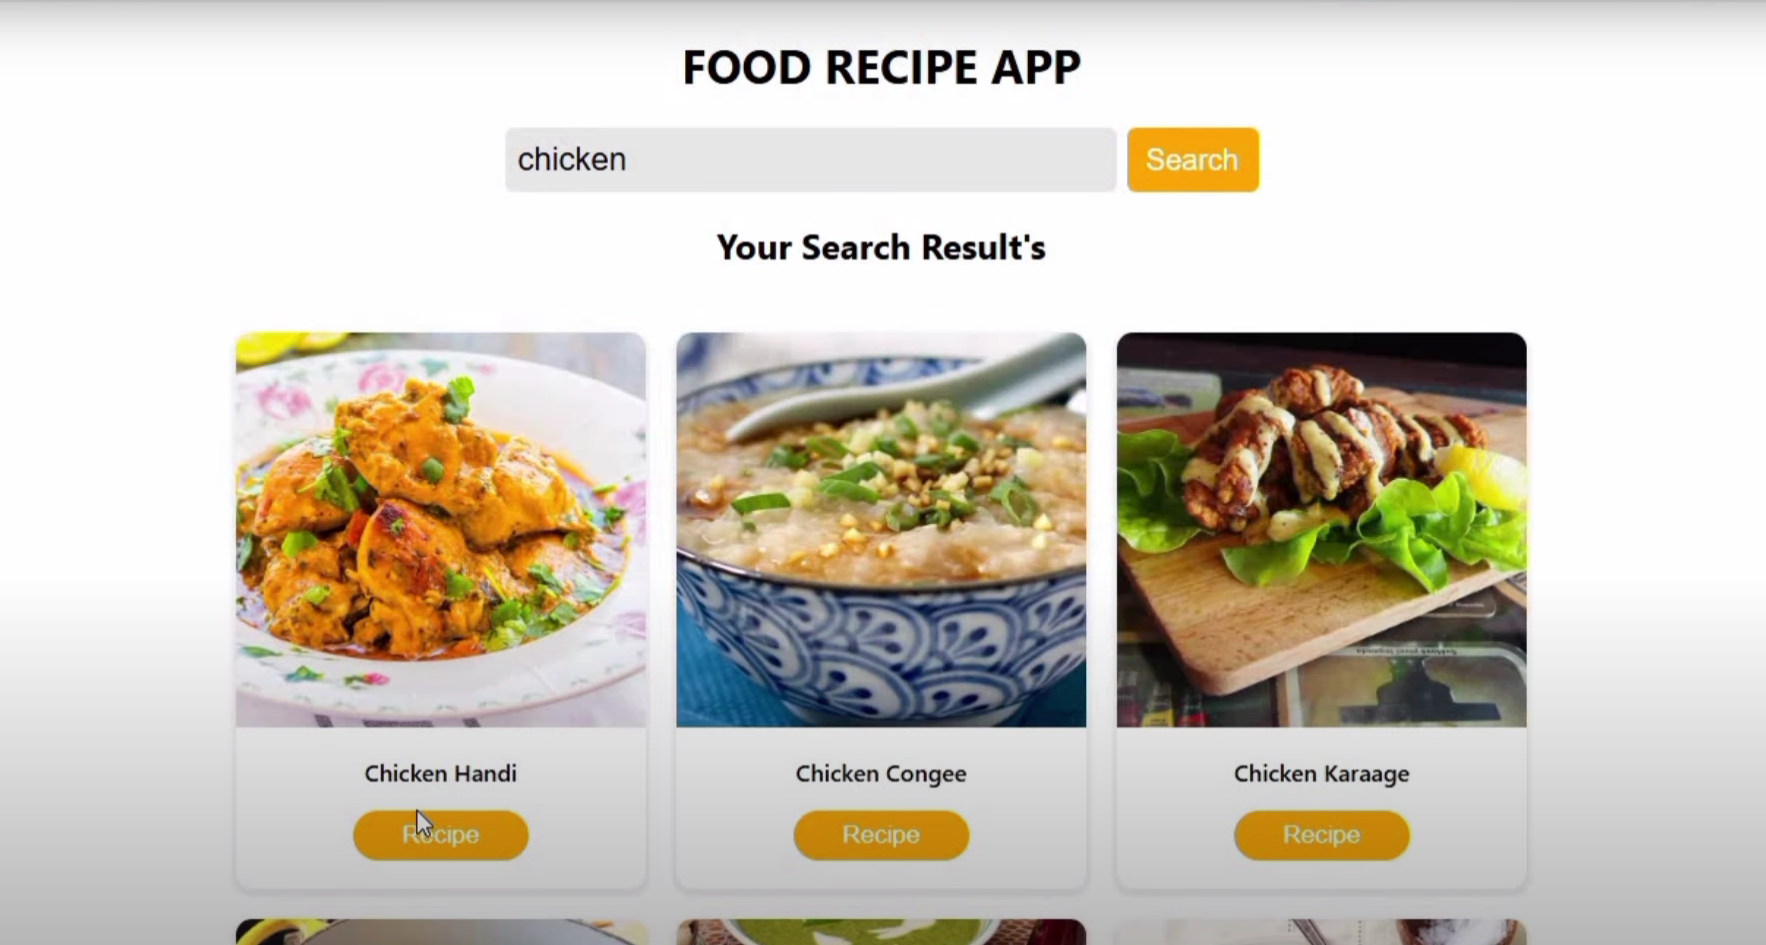 FOOD RECIPE APP
chicken
Search
Your Search Result's
Chicken Handi
Chicken Congee
Chicken Karaage
Recipe
Recipe
Recipe